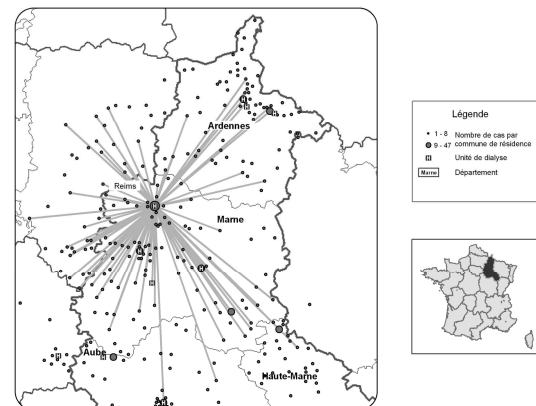 Ardennes
Reims
Marne
Aube
Haute-Marne
H
H
H
H
H
H
H
H
H
H
Légende
1 - 8 Nombre de cas par
9 - 47 commune de résidence
H Unité de dialyse
Marne Département